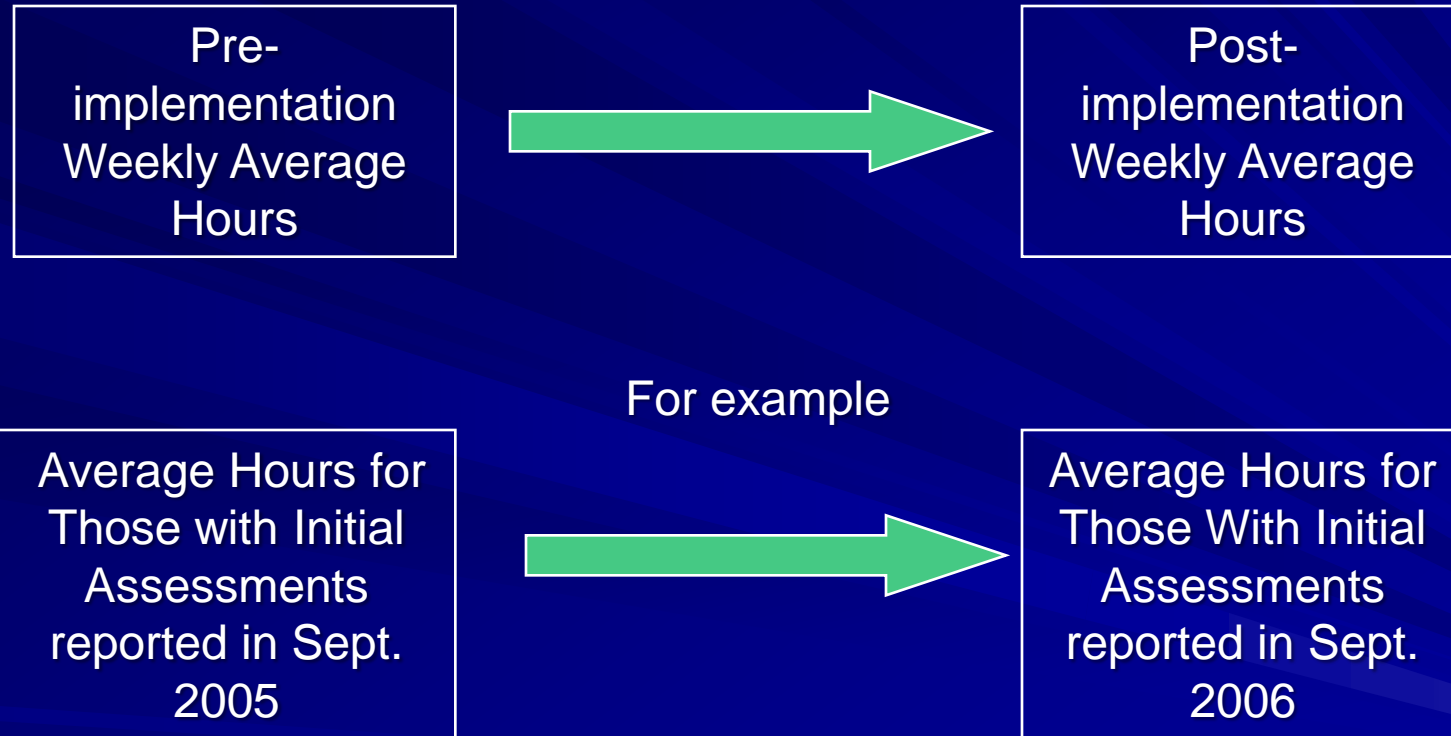 Pre-
implementation
Weekly Average
Hours
Post-
implementation
Weekly Average
Hours
For example
Average Hours for
Those with Initial
Assessments
reported in Sept.
2005
Average Hours for
Those With Initial
Assessments
reported in Sept.
2006